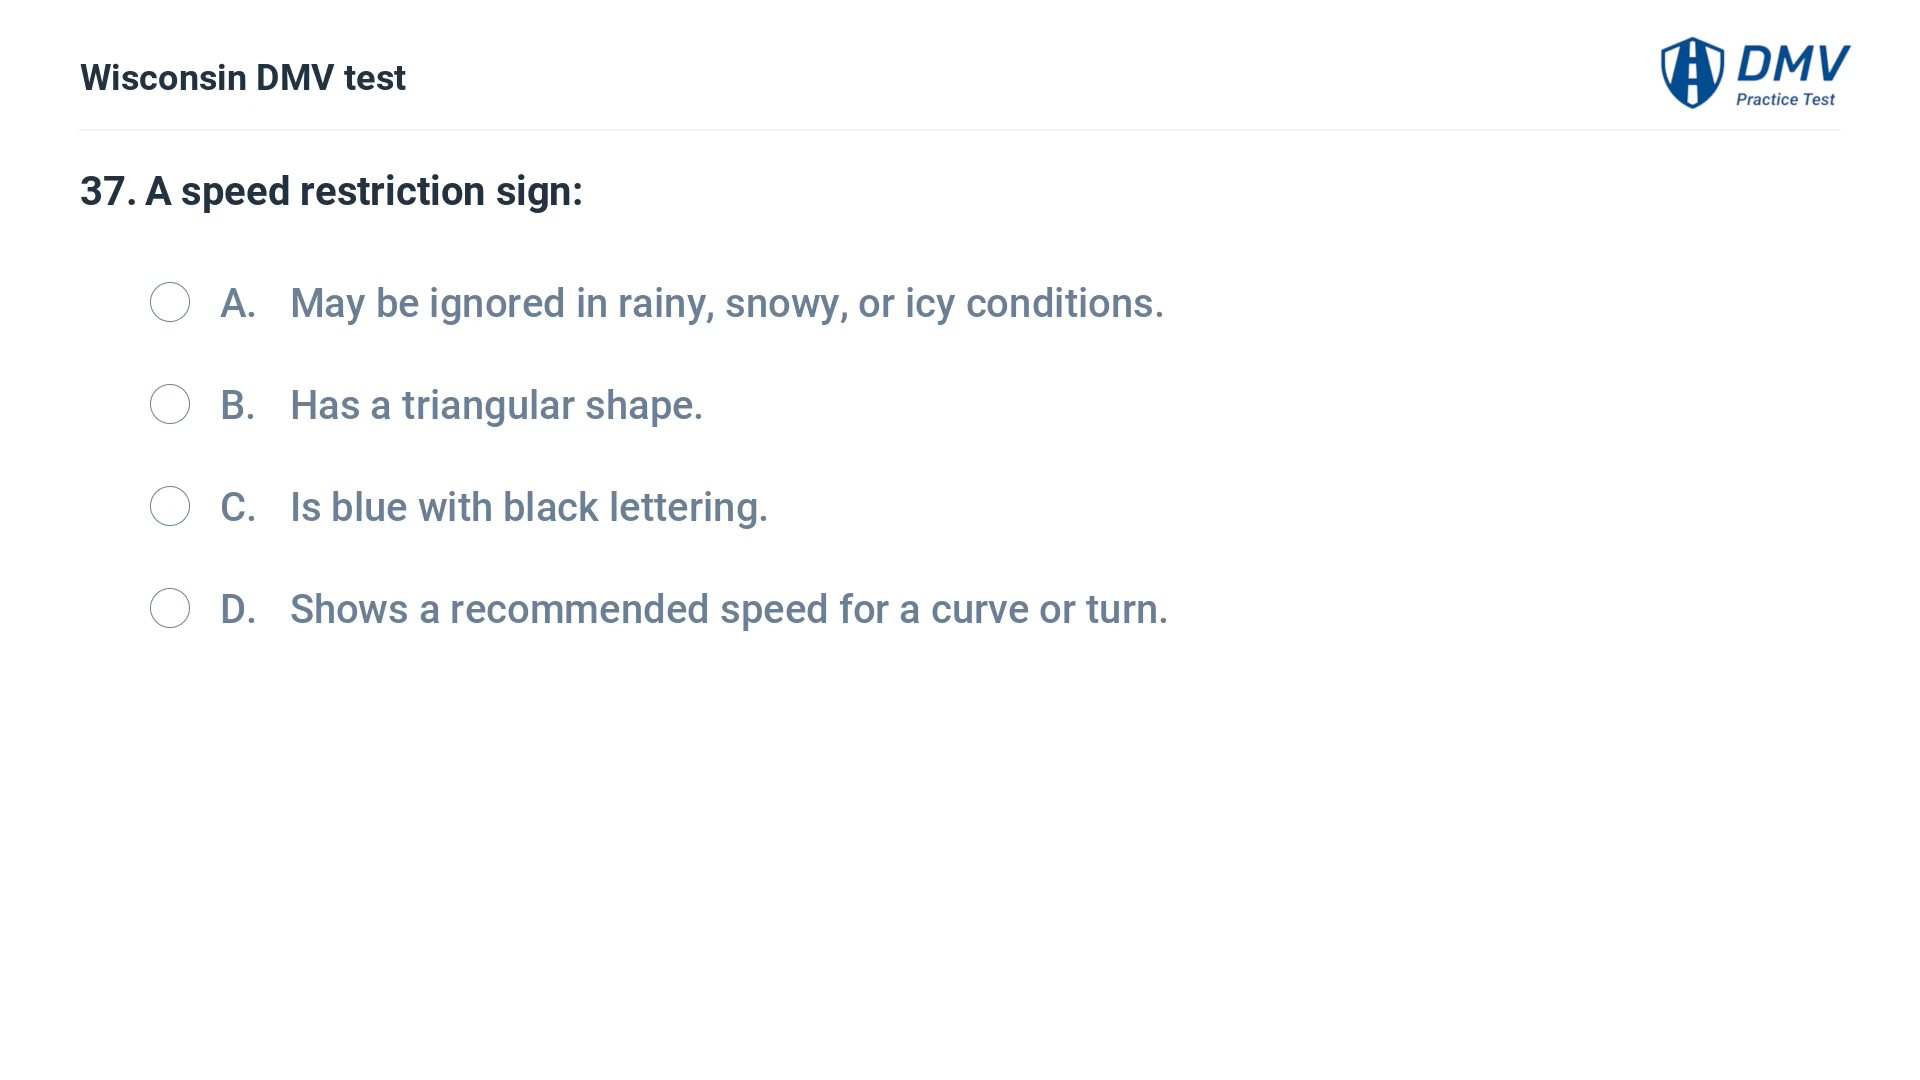 Wisconsin DMV test
DMV
Practice Test
37. A speed restriction sign:
A. May be ignored in rainy, snowy, or icy conditions.
B. Has a triangular shape.
C. Is blue with black lettering.
D. Shows a recommended speed for a curve or turn.